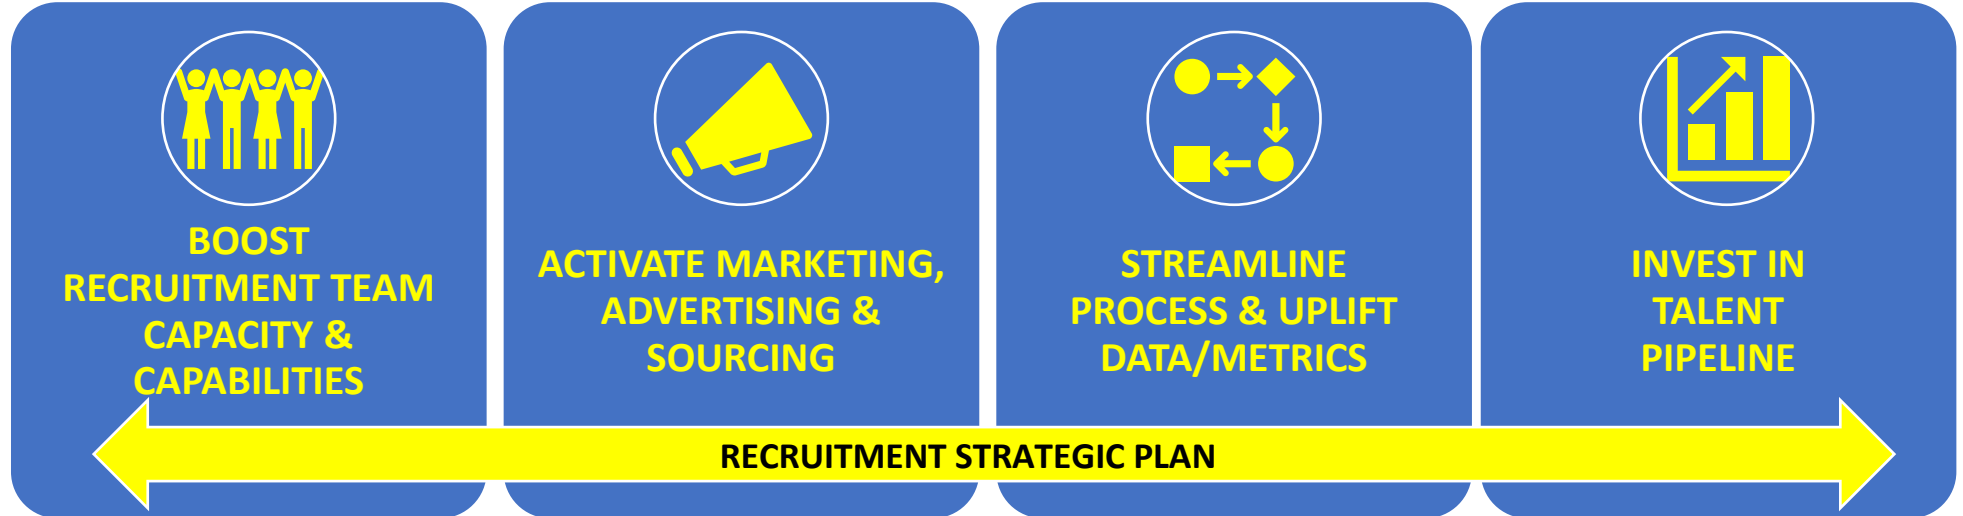 BOOST
RECRUITMENT TEAM
CAPACITY &
CAPABILITIES
ACTIVATE MARKETING,
ADVERTISING &
SOURCING
STREAMLINE
PROCESS & UPLIFT
DATA/METRICS
INVEST IN
TALENT
PIPELINE
RECRUITMENT STRATEGIC PLAN